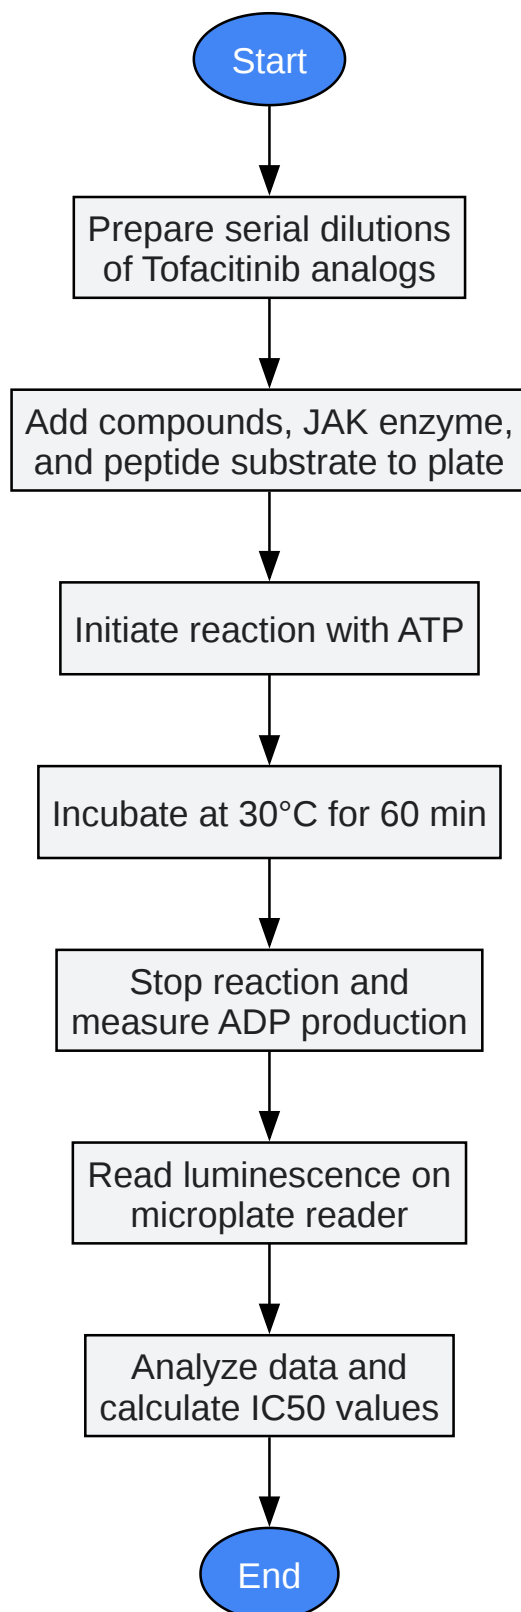 Start
Prepare serial dilutions
of Tofacitinib analogs
Add compounds, JAK enzyme,
and peptide substrate to plate
Initiate reaction with ATP
Incubate at 30°C for 60 min
Stop reaction and
measure ADP production
Read luminescence on
microplate reader
Analyze data and
calculate IC50 values
End